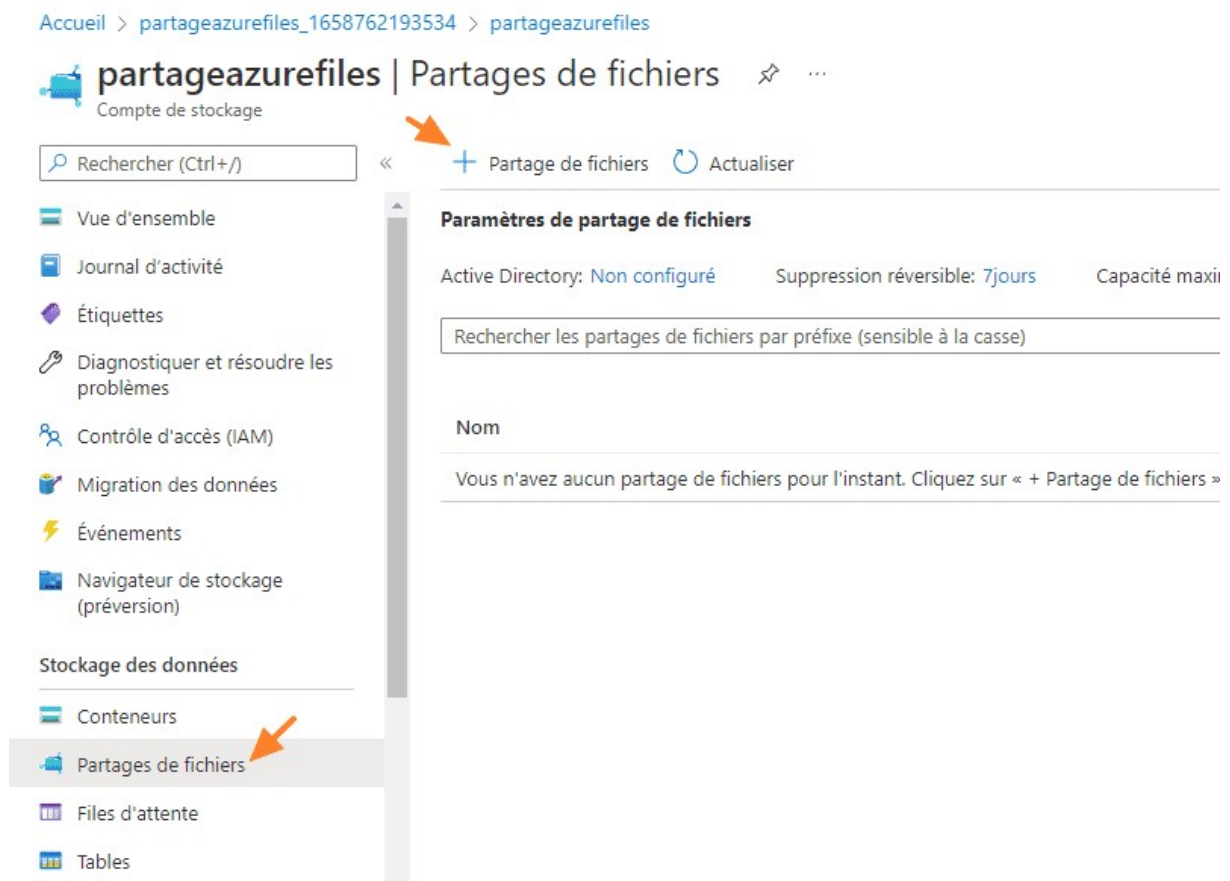 Accueil > partageazurefiles_1658762193534 > partageazurefiles
partageazurefiles | Partages de fichiers ...
Compte de stockage
Rechercher (Ctrl+/) «
+ Partage de fichiers Actualiser
Vue d'ensemble
Journal d'activité
Étiquettes
Diagnostiquer et résoudre les
problèmes
Contrôle d'accès (IAM)
Migration des données
Événements
Navigateur de stockage
(préversion)
Stockage des données
Conteneurs
Partages de fichiers
Files d'attente
Tables
Paramètres de partage de fichiers
Active Directory: Non configuré Suppression réversible: 7jours Capacité
Rechercher les partages de fichiers par préfixe (sensible à la casse)
Nom
Vous n'avez aucun partage de fichiers pour l'instant. Cliquez sur « + Partage de fichiers »